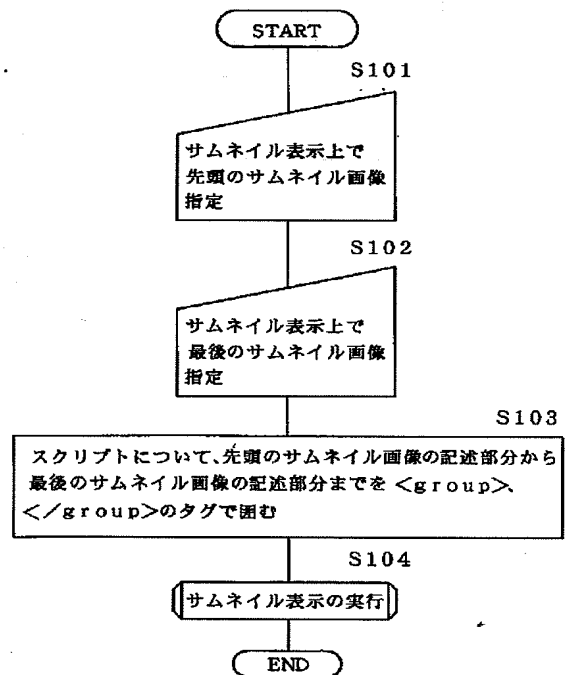 START
S101
サムネイル表示上で
先頭のサムネイル画像
指定
S102
サムネイル表示上で
最後のサムネイル画像
指定
S103
スクリプトについて、先頭のサムネイル画像の記述部分から
最後のサムネイル画像の記述部分までを <group>、
</group>のタグで囲む
S104
サムネイル表示の実行
END